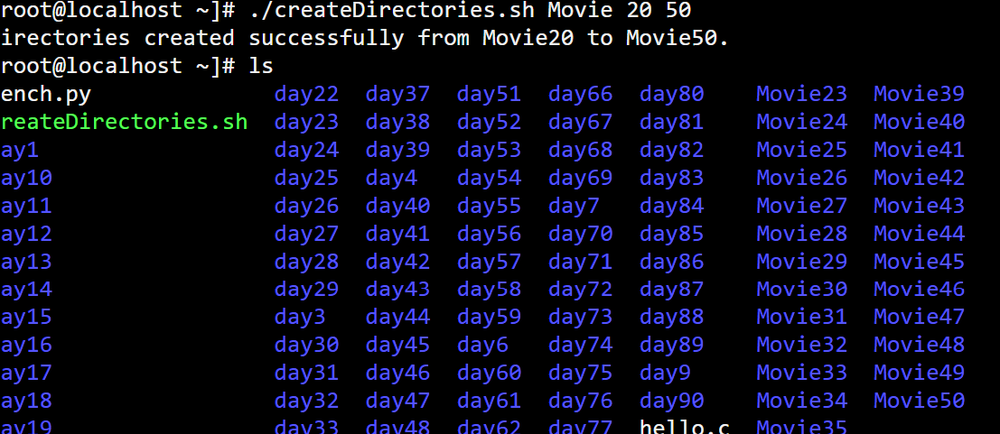 root@localhost ~]# ./createDirectories.sh Movie 20 50
irectories created successfully from Movie20 to Movie50.
root@localhost ~]# ls
ench.py day22 day37 day51 day66 day80 Movie23 Movie39
reateDirectories.sh day23 day38 day52 day67 day81 Movie24 Movie40
ay1 day24 day39 day53 day68 day82 Movie25 Movie41
ay10 day25 day4 day54 day69 day83 Movie26 Movie42
ay11 day26 day40 day55 day7 day84 Movie27 Movie43
ay12 day27 day41 day56 day70 day85 Movie28 Movie44
ay13 day28 day42 day57 day71 day86 Movie29 Movie45
ay14 day29 day43 day58 day72 day87 Movie30 Movie46
ay15 day3 day44 day59 day73 day88 Movie31 Movie47
ay16 day30 day45 day6 day74 day89 Movie32 Movie48
ay17 day31 day46 day60 day75 day9 Movie33 Movie49
ay18 day32 day47 day61 day76 day90 Movie34 Movie50
ay19 day33 day48 day62 day77 hello.c Movie35